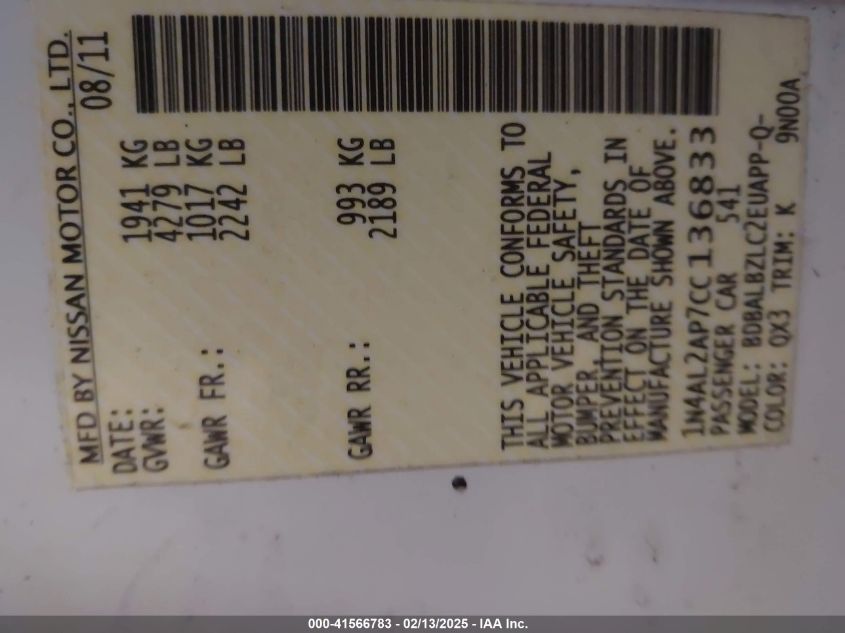 MFD BY NISSAN MOTOR CO., LTD.
DATE: 08/11
GVWR: 1941 KG
4279 LB
GAWR FR.: 1017 KG
2242 LB
GAWR RR.: 993 KG
2189 LB
THIS VEHICLE CONFORMS TO
ALL APPLICABLE FEDERAL
MOTOR VEHICLE SAFETY,
BUMPER, AND THEFT
PREVENTION STANDARDS IN
EFFECT ON THE DATE OF
MANUFACTURE SHOWN ABOVE.
1N4AL2AP7CC136833
PASSENGER CAR 541
MODEL: BDBALBZLC2EUAPP-Q-
COLOR: QX3 TRIM: K 9N00A
000-41566783 - 02/13/2025 - IAA Inc.